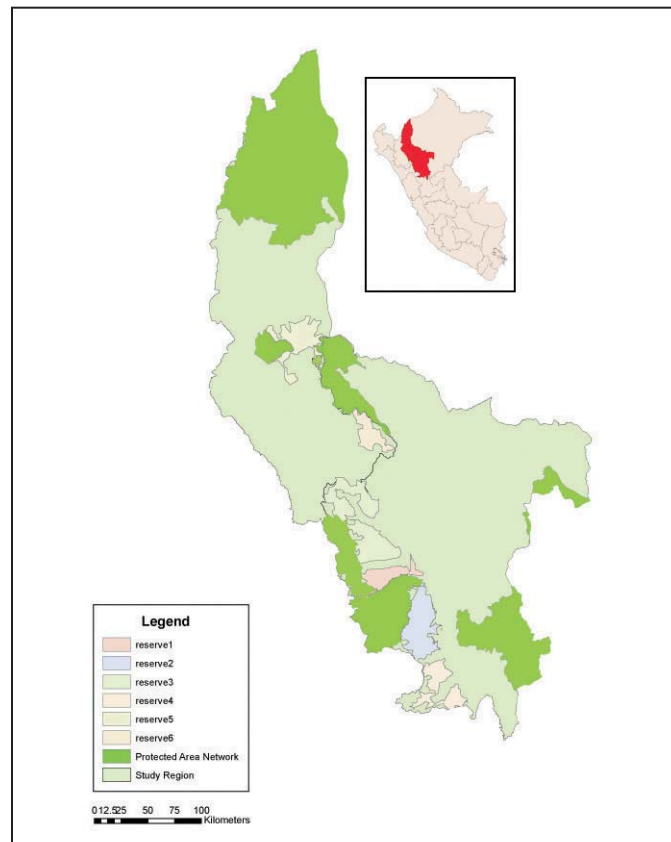 Legend
reserve1
reserve2
reserve3
reserve4
reserve5
reserve6
Protected Area Network
Study Region
0 12.5 25 50 75 100
Kilometers